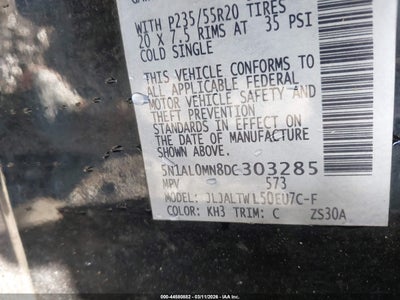 WITH P235/55R20 TIRES
20 X 7.5 RIMS AT 35 PSI
COLD SINGLE
THIS VEHICLE CONFORMS TO
ALL APPLICABLE FEDERAL
MOTOR VEHICLE SAFETY AND
THEFT PREVENTION
STANDARDS IN EFFECT ON
THE DATE OF MANUFACTURE
SHOWN ABOVE.
5N1AL0MN8DC303285
MPV 573
MODEL: JLJALTWL50EU7C-F
COLOR: KH3 TRIM: C ZS30A
©44590882 - 03/11/2026 - IAA INC